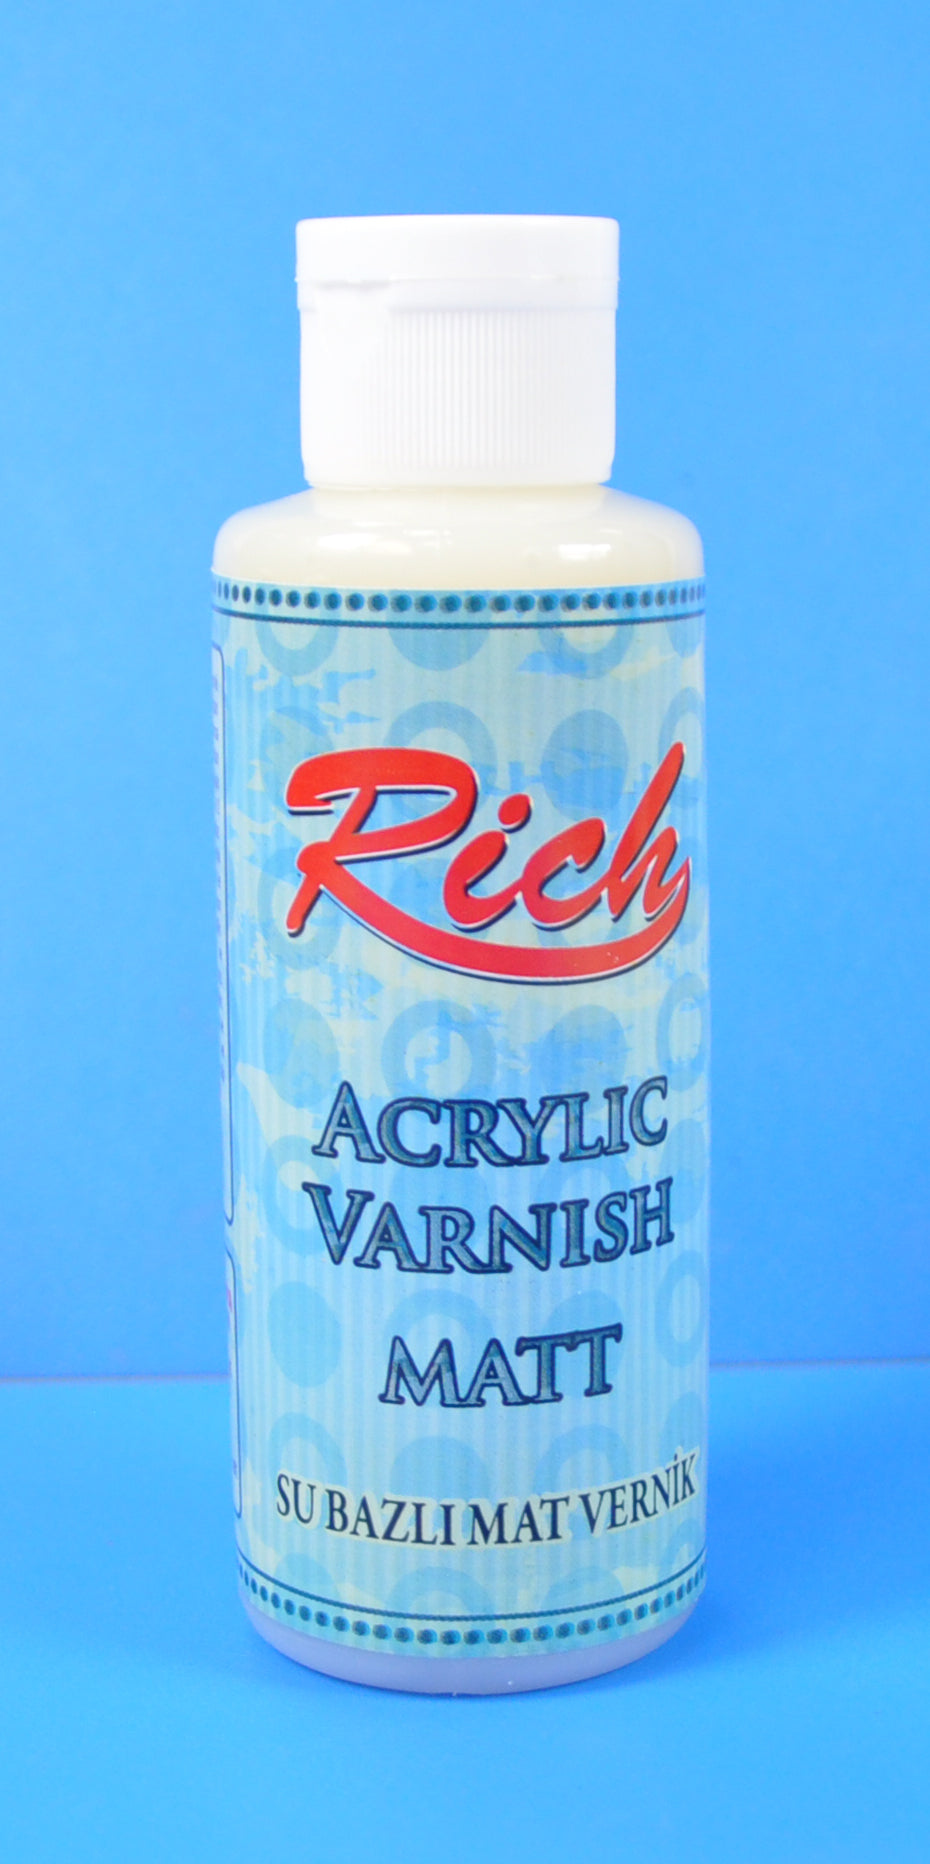 Rich
ACRYLIC
VARNISH
MATT
SU BAZLI MAT VERNİK